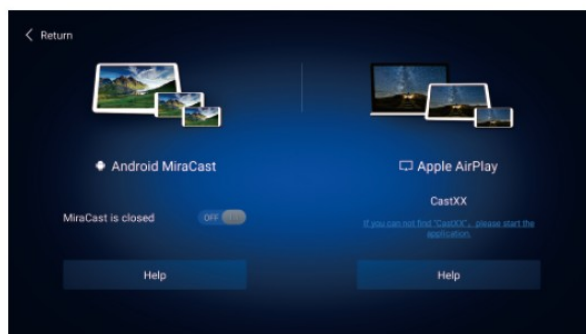 Return
Android MiraCast
MiraCast is closed
OFF
Help
Apple AirPlay
CastXX
If you can not find "CastXX"，please start the
application.
Help